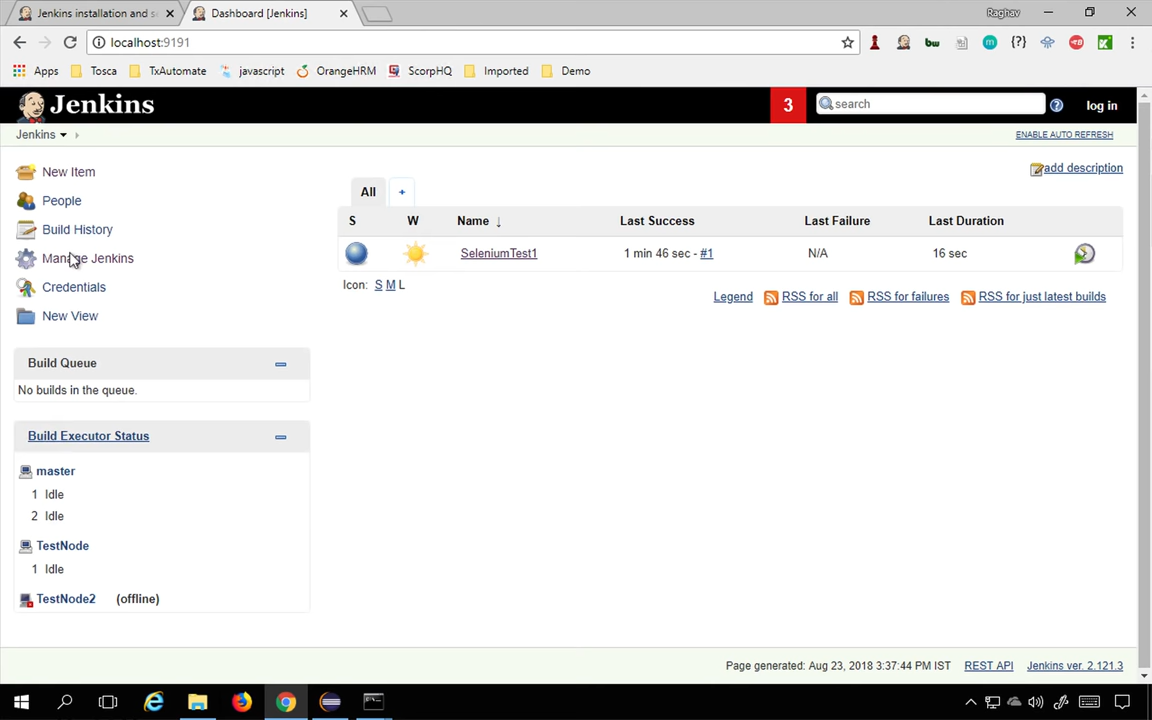 Jenkins installation and se
Dashboard [Jenkins]
Raghav
localhost:9191
Apps
Tosca
TxAutomate
javascript
OrangeHRM
ScorpHQ
Imported
Demo
Jenkins
3
search
log in
Jenkins
ENABLE AUTO REFRESH
New Item
People
Build History
Manage Jenkins
Credentials
New View
add description
All +
S W Name ↓ Last Success Last Failure Last Duration
SeleniumTest1 1 min 46 sec - #1 N/A 16 sec
Icon: S M L
Legend RSS for all RSS for failures RSS for just latest builds
Build Queue
No builds in the queue.
Build Executor Status
master
1 Idle
2 Idle
TestNode
1 Idle
TestNode2 (offline)
Page generated: Aug 23, 2018 3:37:44 PM IST REST API Jenkins ver. 2.121.3